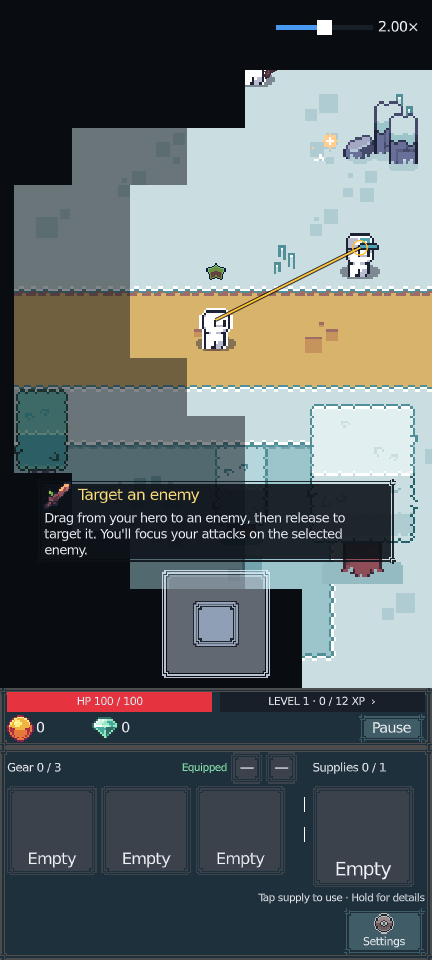 2.00×
Target an enemy
Drag from your hero to an enemy, then release to
target it. You'll focus your attacks on the selected
enemy.
HP 100 / 100
LEVEL 1 · 0 / 12 XP ›
0
0
Pause
Gear 0 / 3
Equipped
—
—
Supplies 0 / 1
Empty
Empty
Empty
Empty
Tap supply to use · Hold for details
Settings